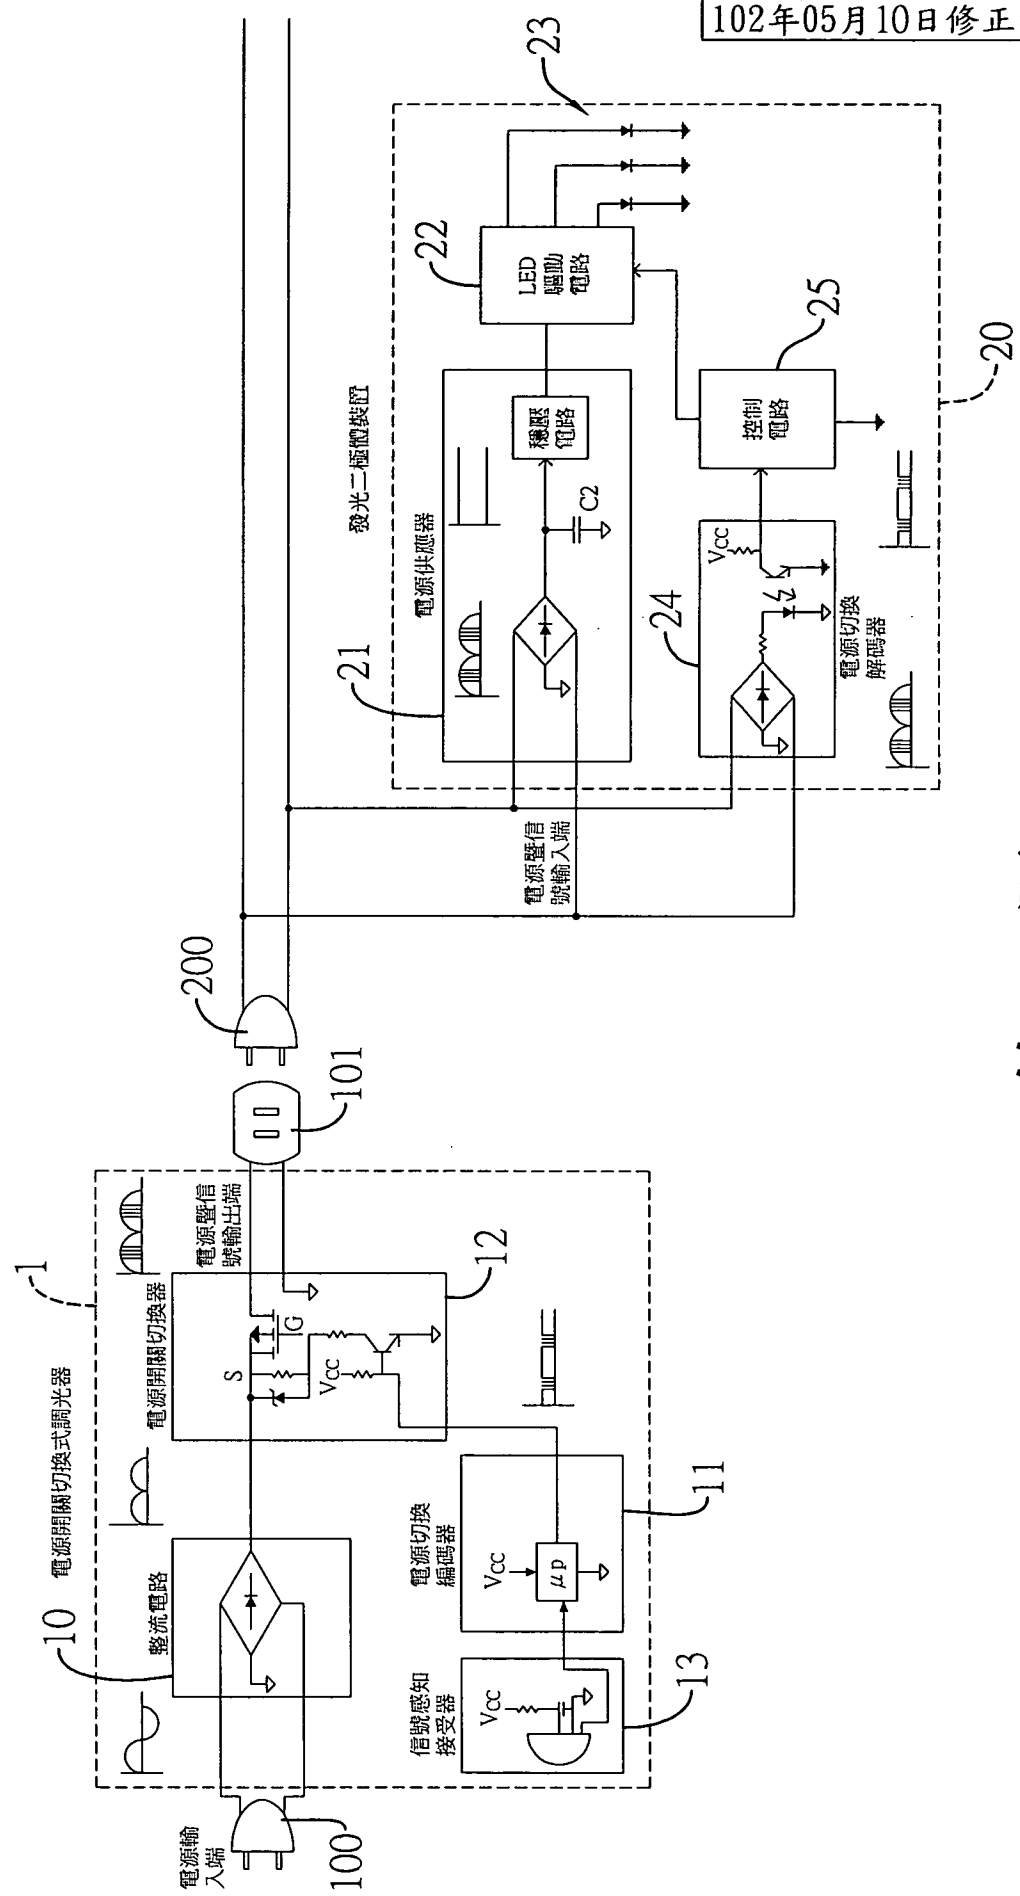 102年05月10日修正
電源輸
入端
100
1
電源開關切換式調光器
10
整流電路
電源開關切換器
S
G
Vcc
12
電源暨信
號輸出端
電源切換
編碼器
Vcc
μp
11
信號感知
接受器
Vcc
13
101
200
電源暨信
號輸入端
發光二極體裝置
20
21
電源供應器
C2
穩壓
電路
22
LED
驅動
電路
23
24
Vcc
電源切換
解碼器
25
控制
電路